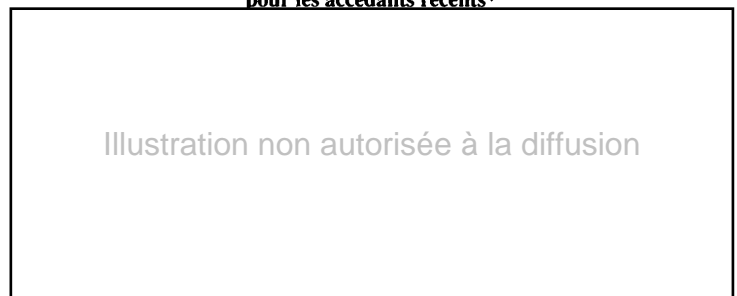 pour les accédants récents*
Illustration non autorisée à la diffusion